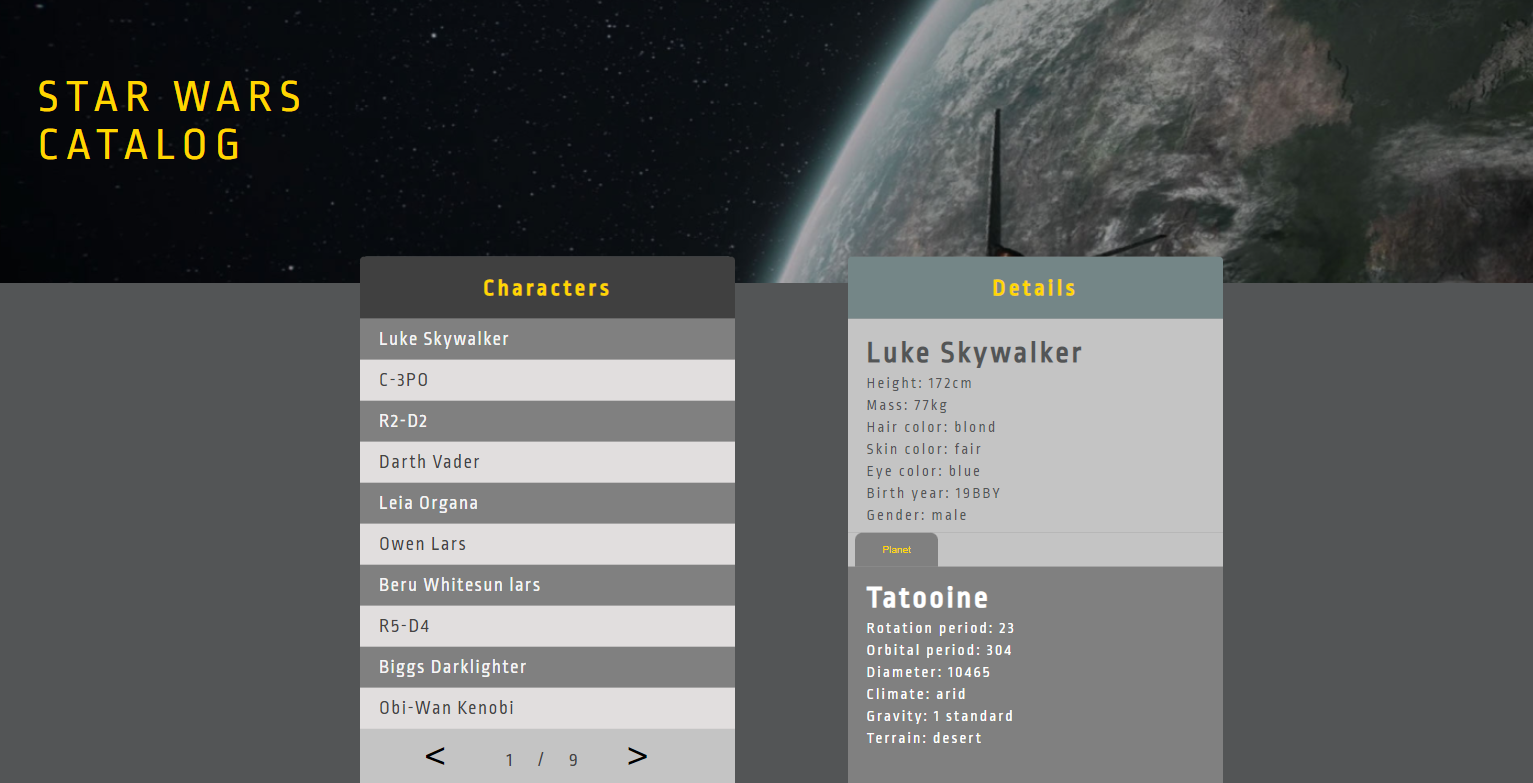 STAR WARS
CATALOG
Characters
Luke Skywalker
C-3PO
R2-D2
Darth Vader
Leia Organa
Owen Lars
Beru Whitesun lars
R5-D4
Biggs Darklighter
Obi-Wan Kenobi
< 1 / 9 >
Details
Luke Skywalker
Height: 172cm
Mass: 77kg
Hair color: blond
Skin color: fair
Eye color: blue
Birth year: 19BBY
Gender: male
Planet
Tatooine
Rotation period: 23
Orbital period: 304
Diameter: 10465
Climate: arid
Gravity: 1 standard
Terrain: desert